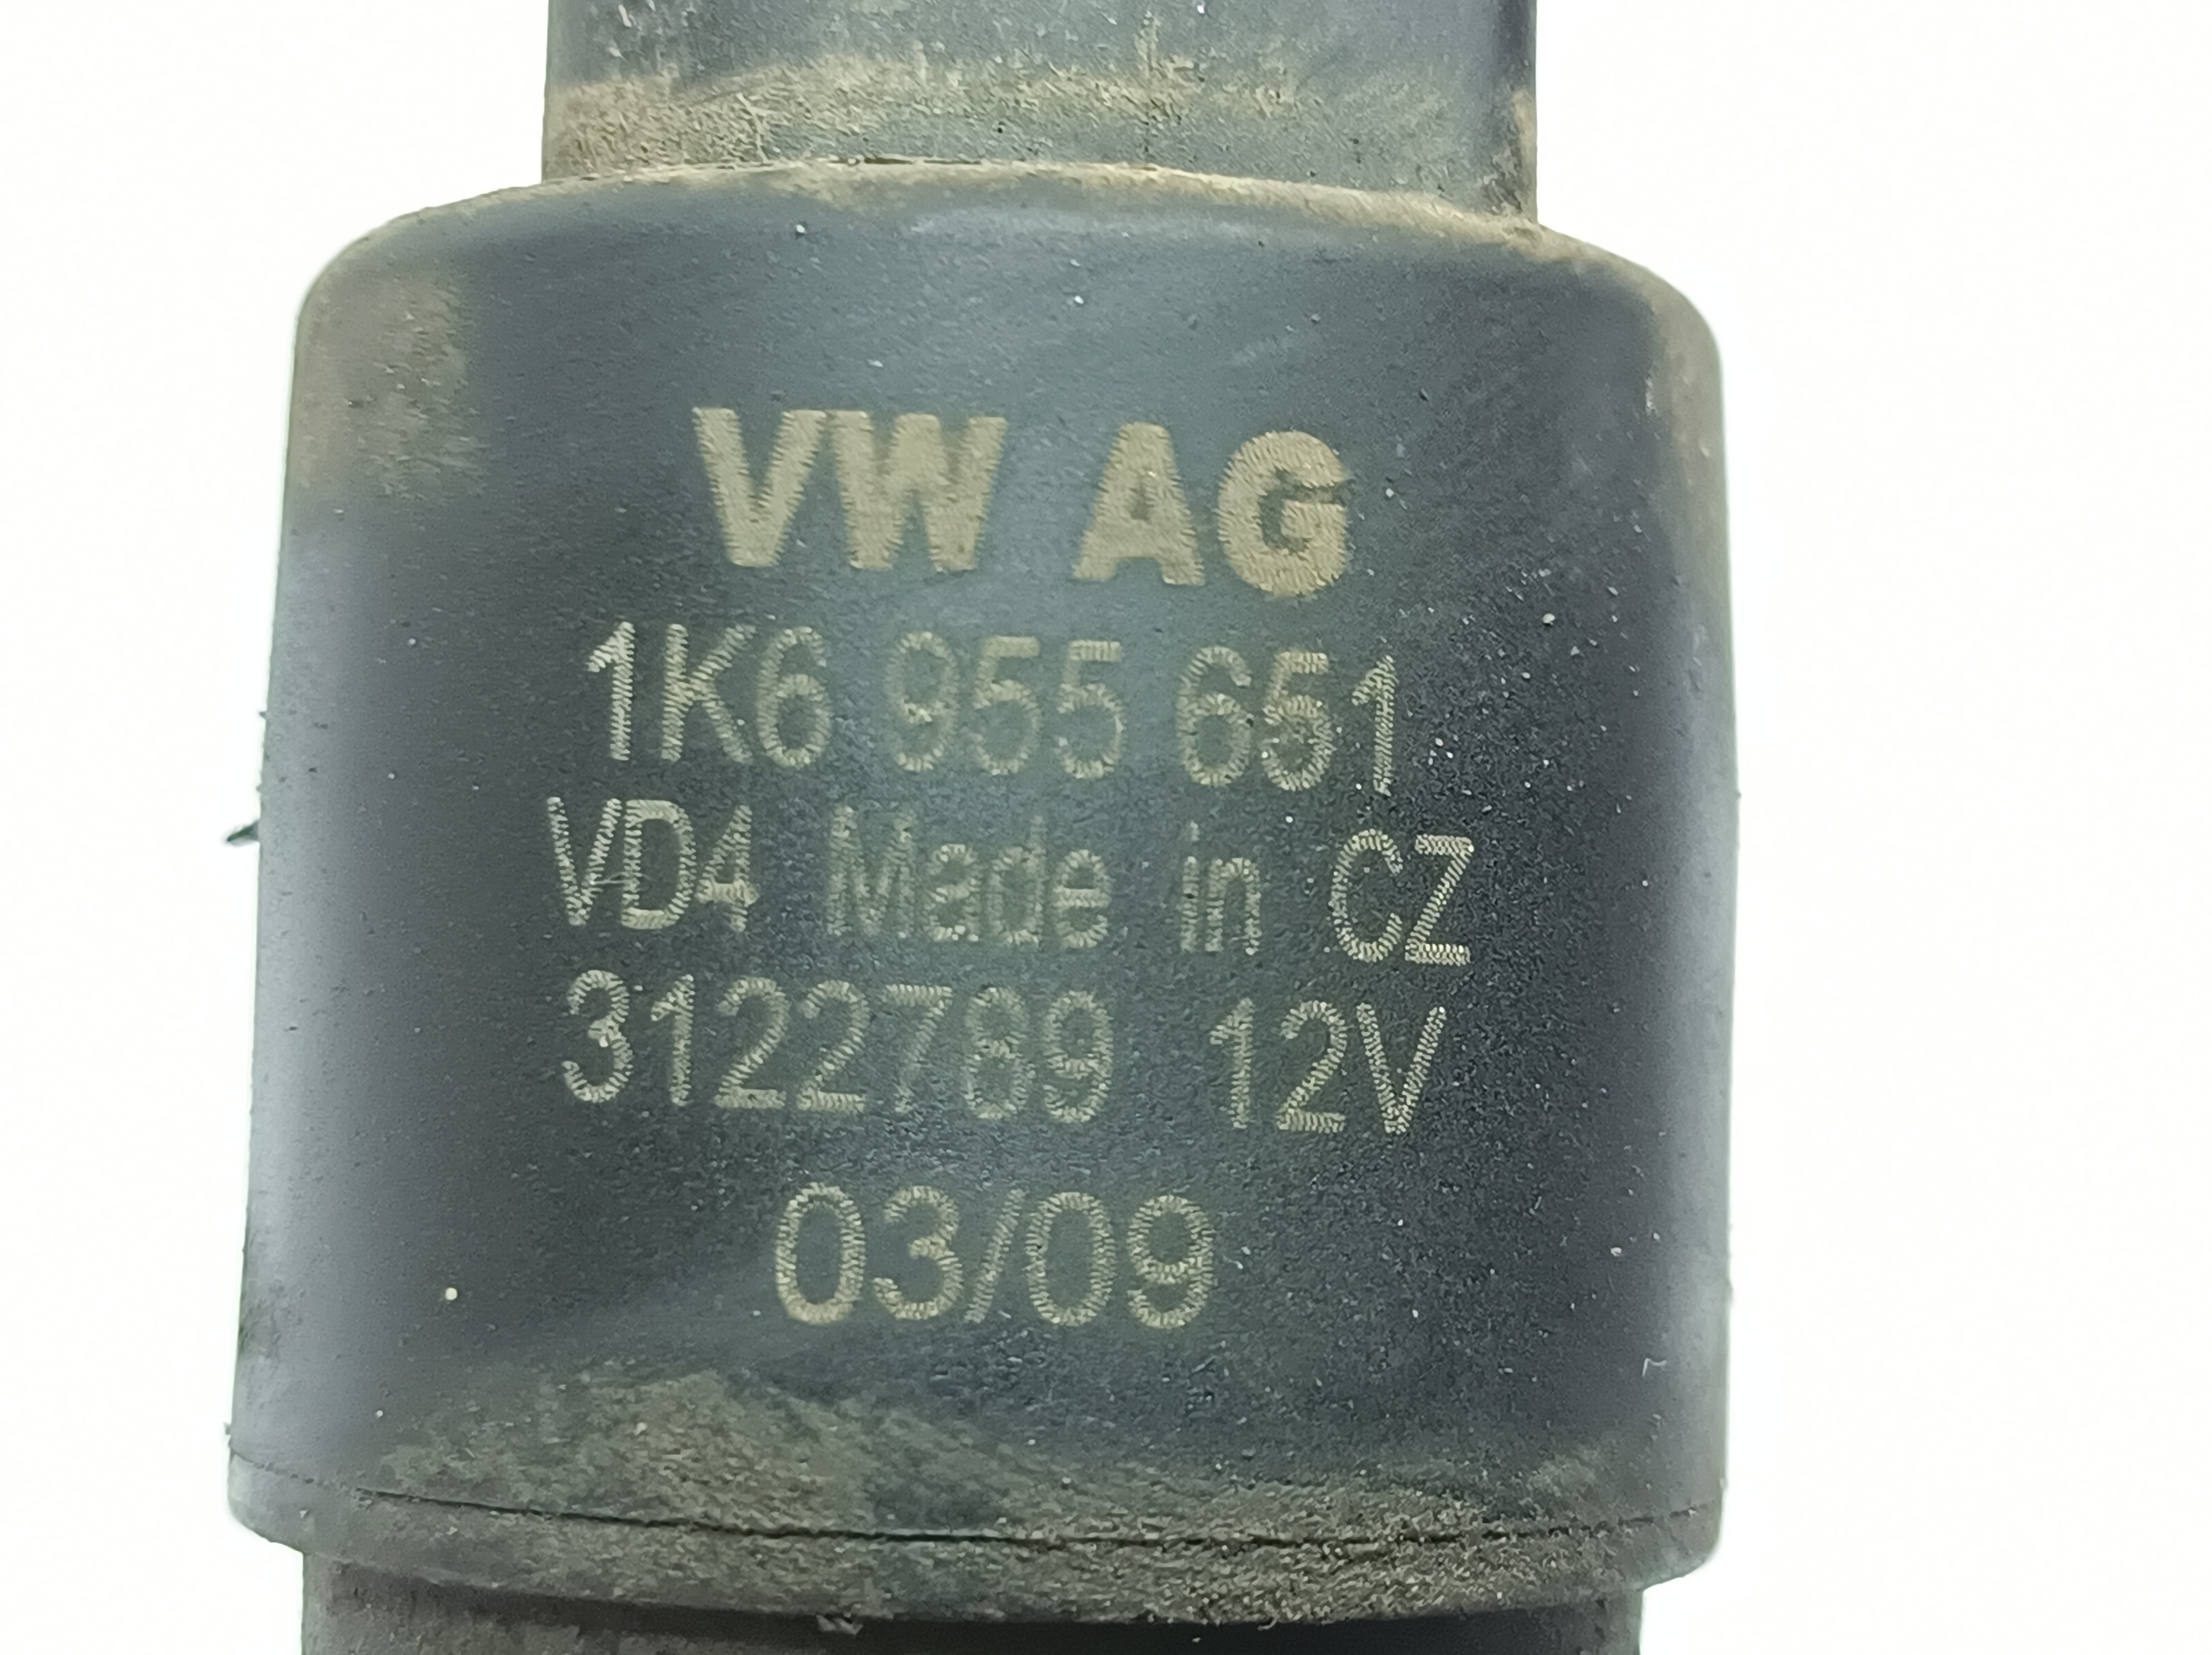 VW AG
1K6 955 651
VD4 Made in CZ
3122789 12V
03/09